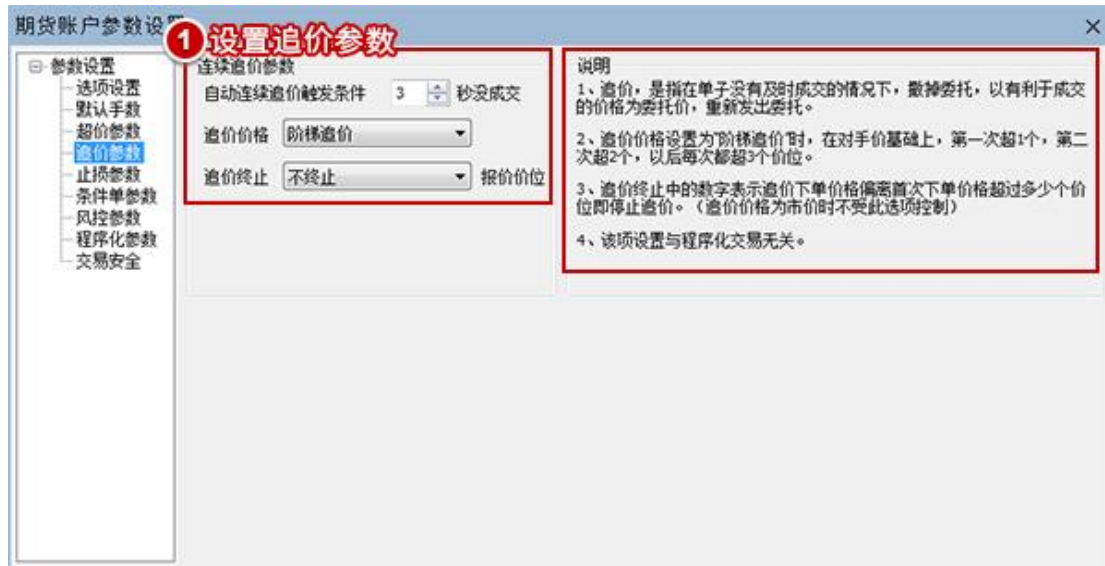 期货账户参数设
1 设置追价参数
参数设置
选项设置
默认手数
超价参数
追价参数
止损参数
条件单参数
风控参数
程序化参数
交易安全
连续追价参数
自动连续追价触发条件 3 秒没成交
追价价格 阶梯追价
追价终止 不终止 报价价位
说明
1、追价，是指在单子没有及时成交的情况下，撤掉委托，以有利于成交
的价格为委托价，重新发出委托。
2、追价价格设置为"阶梯追价"时，在对手价基础上，第一次超1个，第二
次超2个，以后每次都超3个价位。
3、追价终止中的数字表示追价下单价格偏离首次下单价格超过多少个价
位即停止追价。（追价价格为市价时不受此选项控制）
4、该项设置与程序化交易无关。